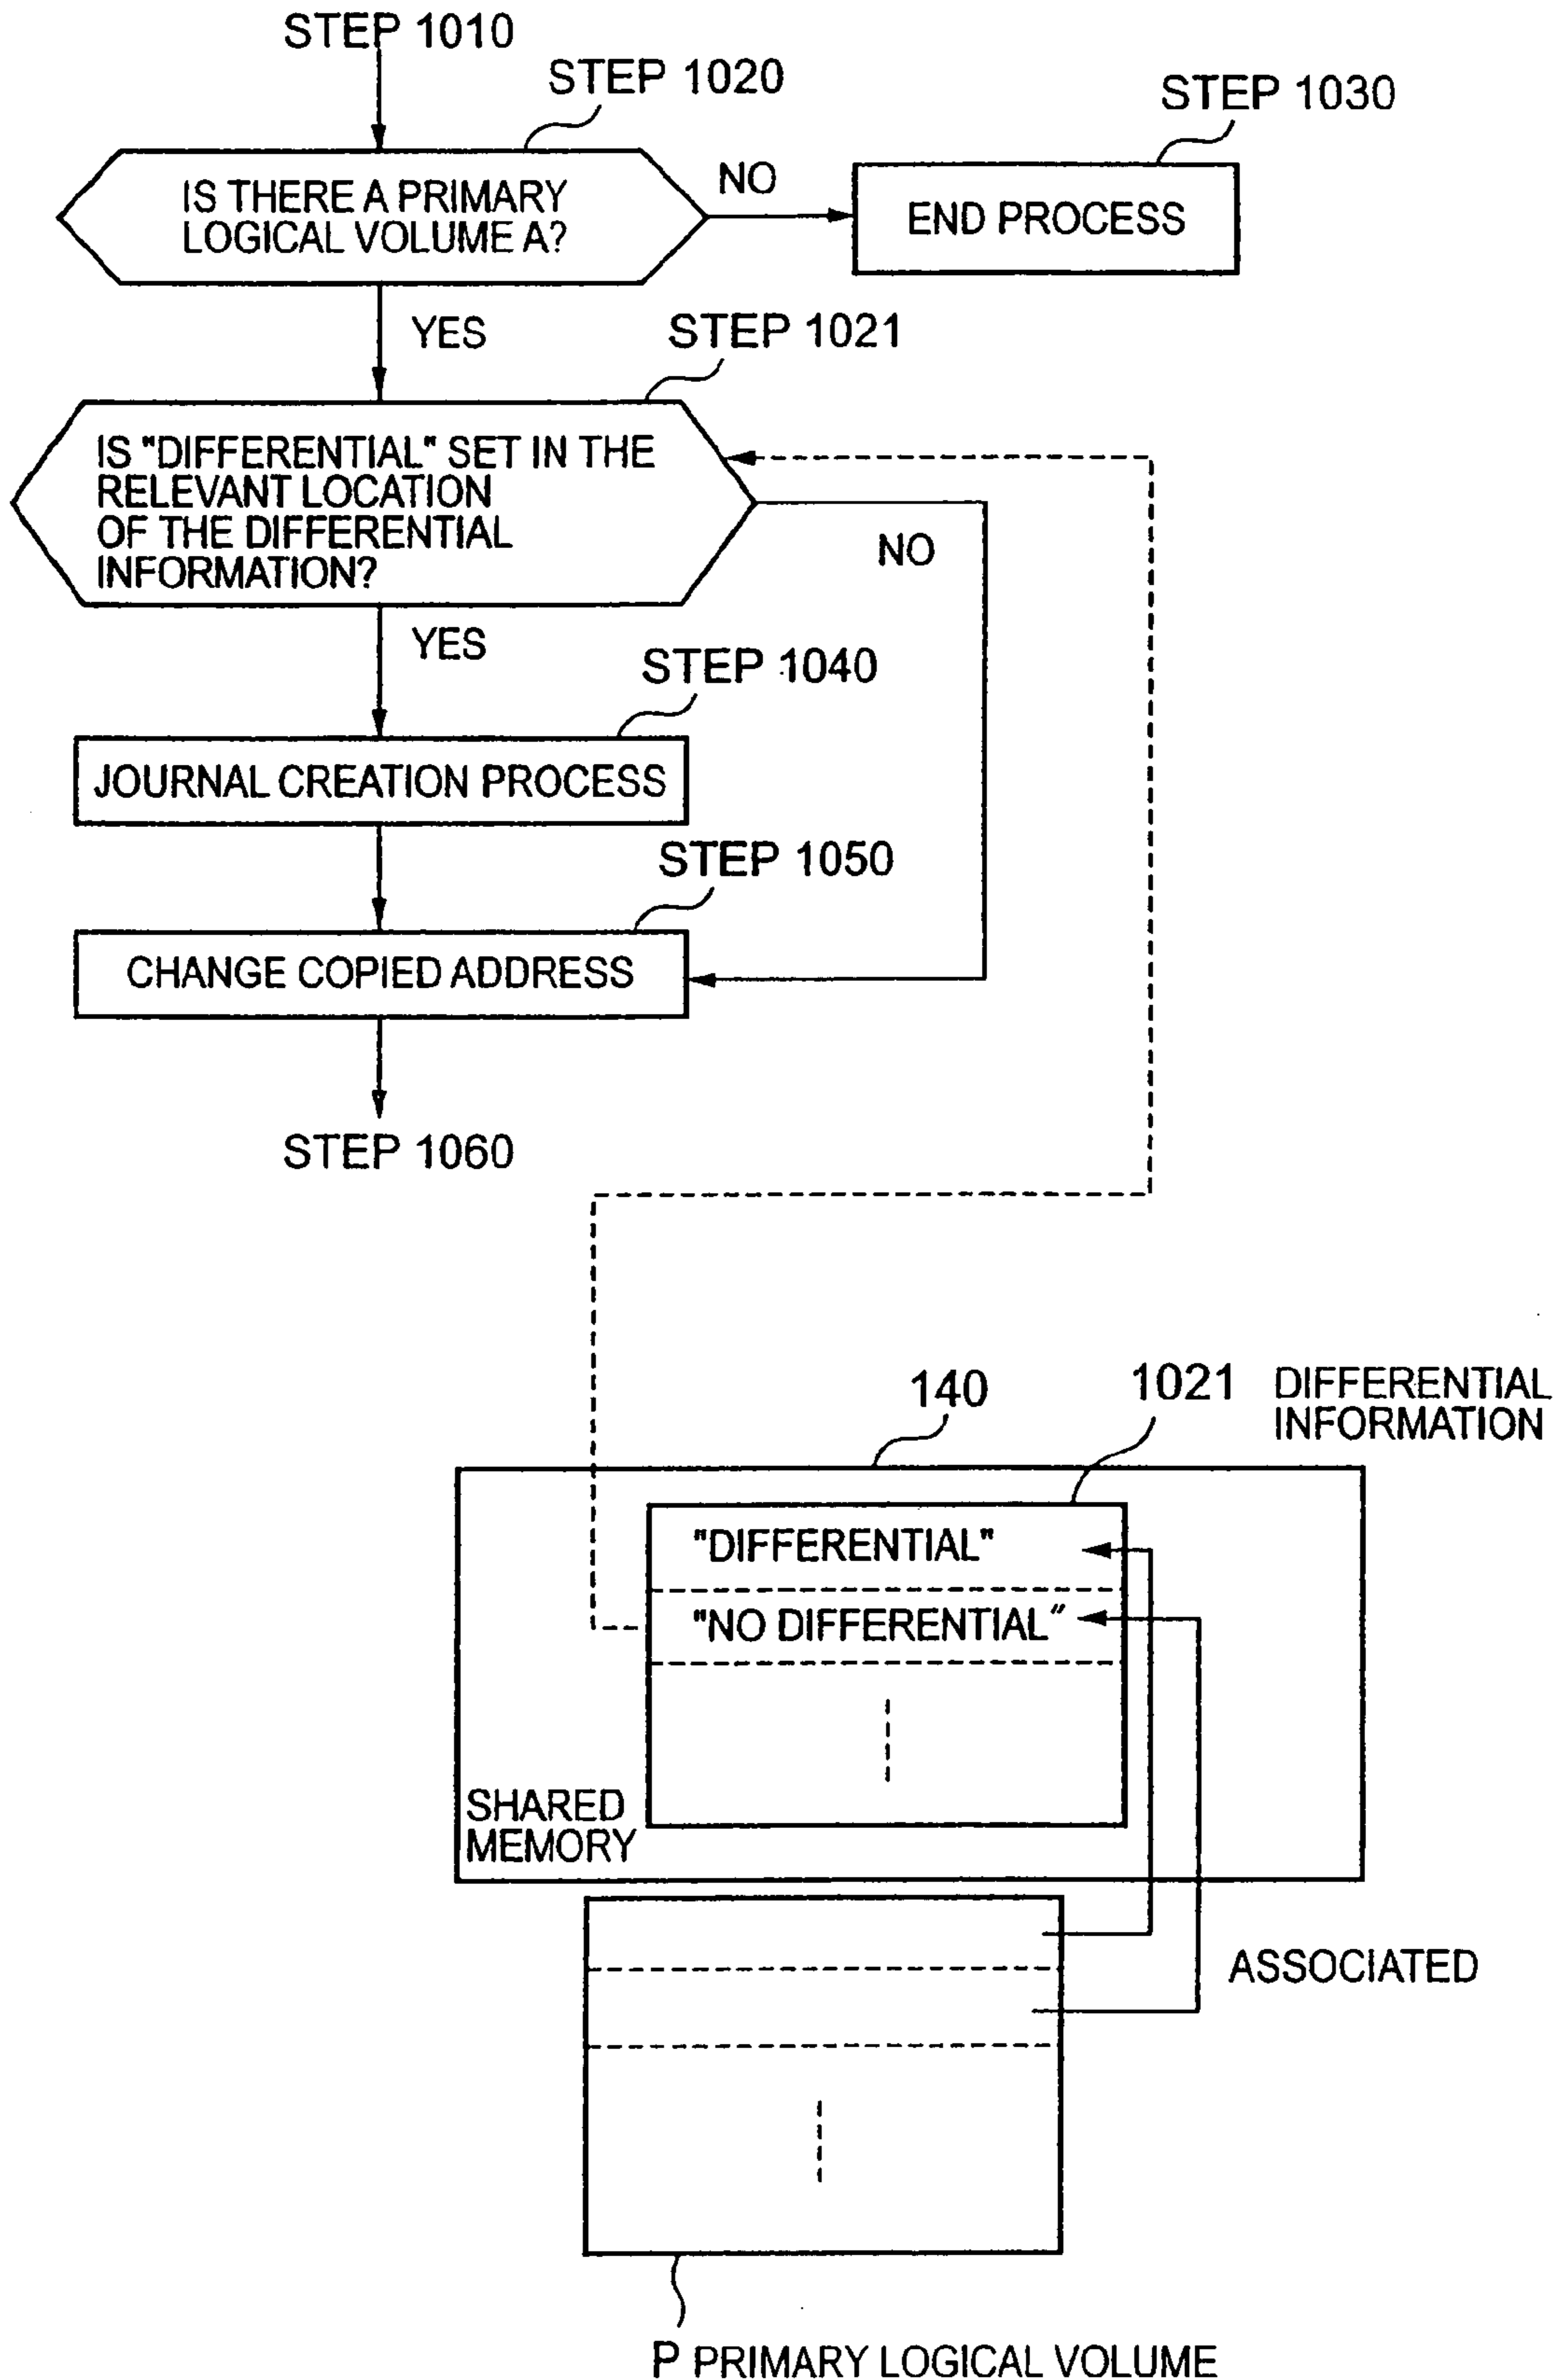 STEP 1010
STEP 1020
STEP 1030
IS THERE A PRIMARY
LOGICAL VOLUME A?
NO
END PROCESS
YES
STEP 1021
IS "DIFFERENTIAL" SET IN THE
RELEVANT LOCATION
OF THE DIFFERENTIAL
INFORMATION?
NO
YES
STEP 1040
JOURNAL CREATION PROCESS
STEP 1050
CHANGE COPIED ADDRESS
STEP 1060
140
1021
DIFFERENTIAL
INFORMATION
"DIFFERENTIAL"
"NO DIFFERENTIAL"
SHARED
MEMORY
ASSOCIATED
P PRIMARY LOGICAL VOLUME